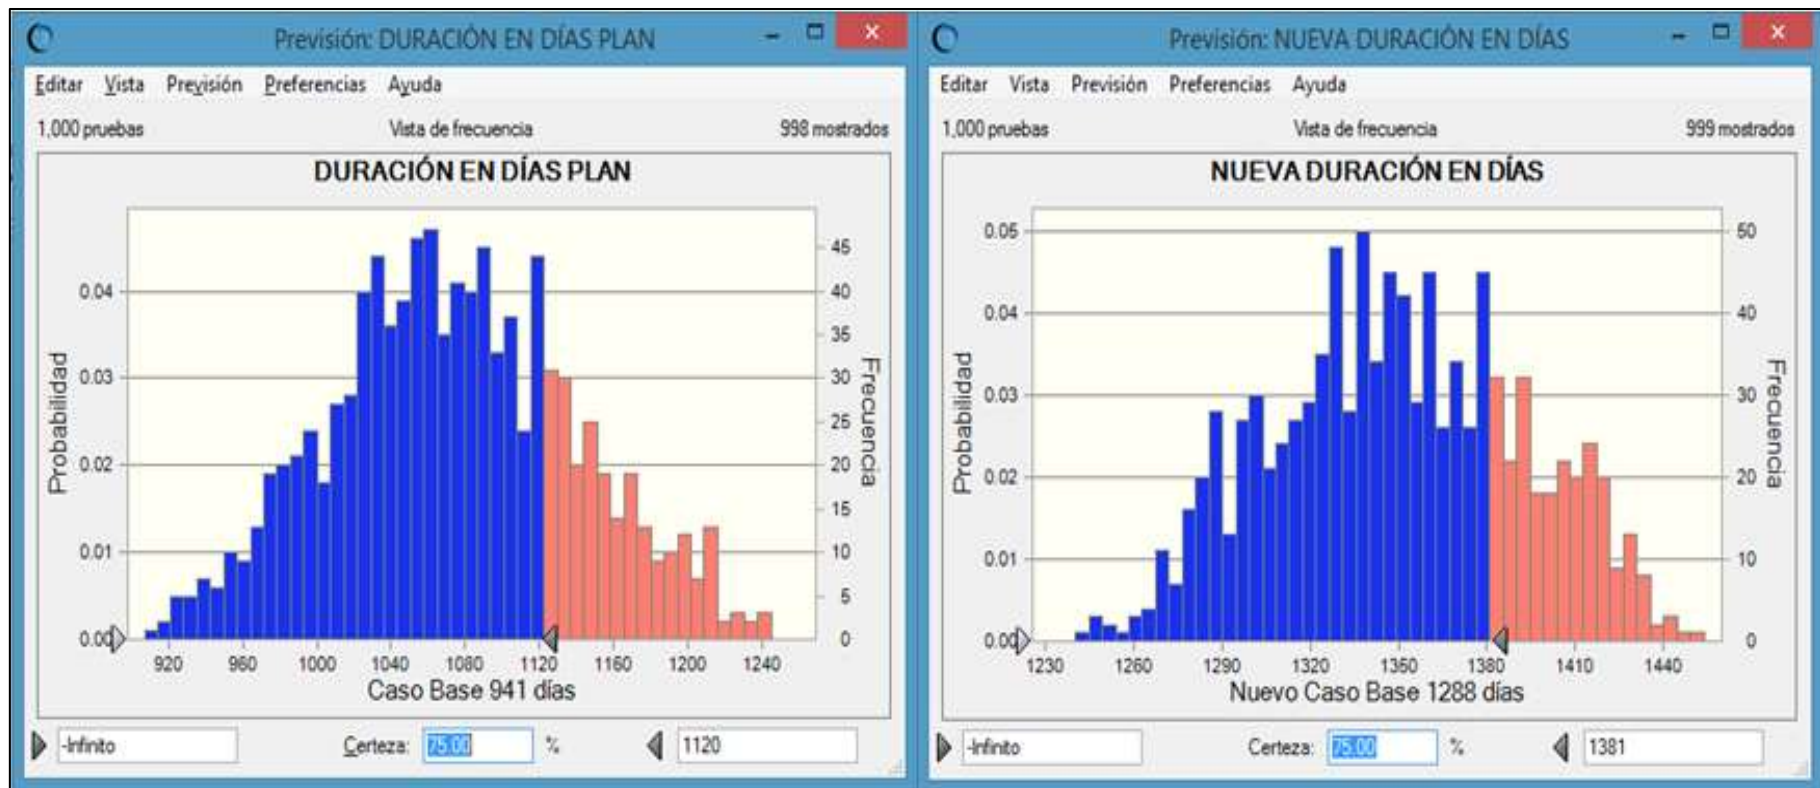 Previsión: DURACIÓN EN DÍAS PLAN
Editar Vista Previsión Preferencias Ayuda
1,000 pruebas Vista de frecuencia 998 mostrados
DURACIÓN EN DÍAS PLAN
Probabilidad
0.04
0.03
0.02
0.01
0.00
Frecuencia
45
40
35
30
25
20
15
10
5
0
920 960 1000 1040 1080 1120 1160 1200 1240
Caso Base 941 días
-Infinito Certeza: 75.00 % 1120
Previsión: NUEVA DURACIÓN EN DÍAS
Editar Vista Previsión Preferencias Ayuda
1,000 pruebas Vista de frecuencia 999 mostrados
NUEVA DURACIÓN EN DÍAS
Probabilidad
0.05
0.04
0.03
0.02
0.01
0.00
Frecuencia
50
40
30
20
10
0
1230 1260 1290 1320 1350 1380 1410 1440
Nuevo Caso Base 1288 días
-Infinito Certeza: 75.00 % 1381